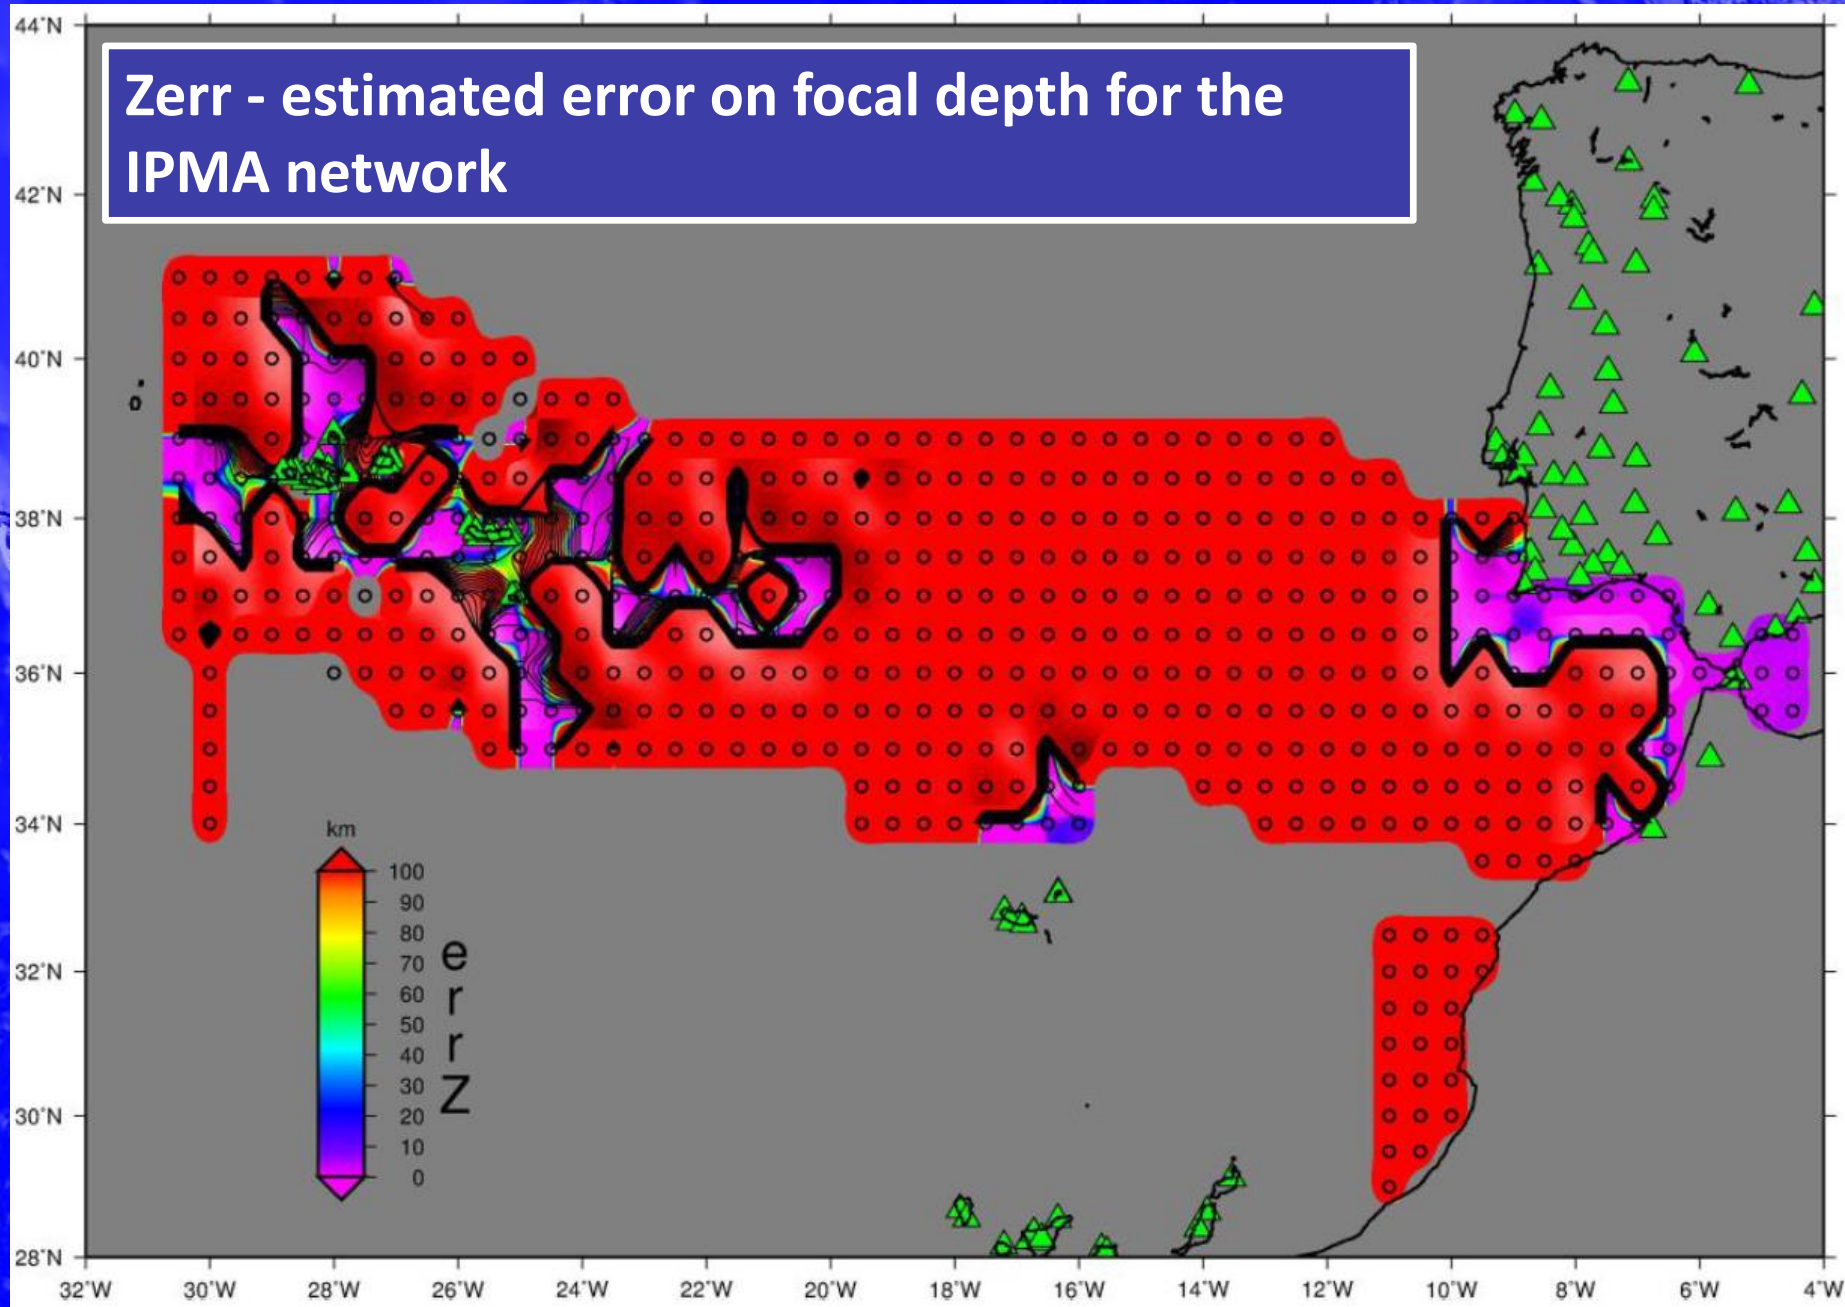 Zerr - estimated error on focal depth for the
IPMA network
44°N
42°N
40°N
38°N
36°N
34°N
32°N
30°N
28°N
km
100
90
80
70
60
50
40
30
20
10
0
errZ
32°W 30°W 28°W 26°W 24°W 22°W 20°W 18°W 16°W 14°W 12°W 10°W 8°W 6°W 4°W